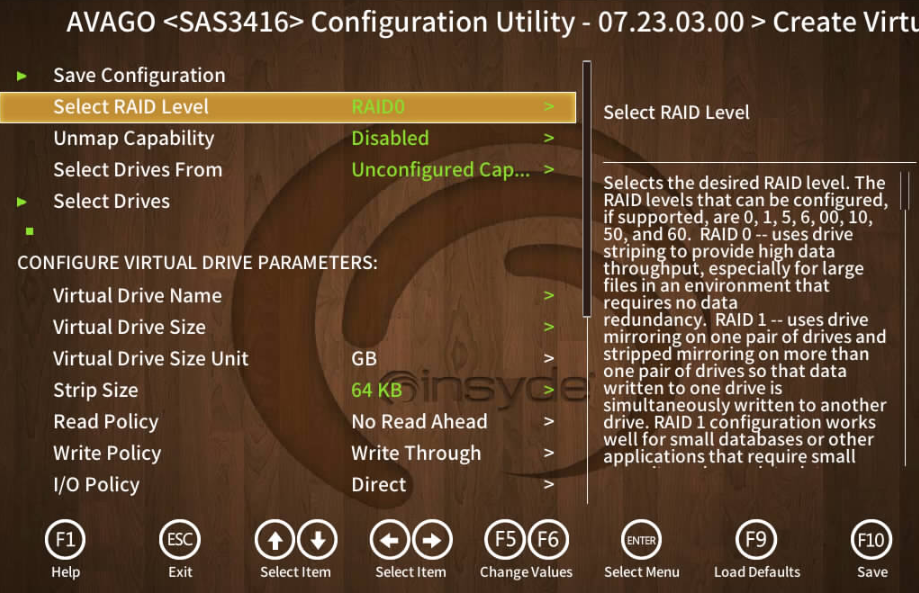 AVAGO <SAS3416> Configuration Utility - 07.23.03.00 > Create Virtu
Save Configuration
Select RAID Level RAID0 >
Unmap Capability Disabled >
Select Drives From Unconfigured Cap... >
Select Drives
CONFIGURE VIRTUAL DRIVE PARAMETERS:
Virtual Drive Name >
Virtual Drive Size >
Virtual Drive Size Unit GB >
Strip Size 64 KB >
Read Policy No Read Ahead >
Write Policy Write Through >
I/O Policy Direct >
insyde
Select RAID Level
Selects the desired RAID level. The
RAID levels that can be configured,
if supported, are 0, 1, 5, 6, 00, 10,
50, and 60. RAID 0 -- uses drive
striping to provide high data
throughput, especially for large
files in an environment that
requires no data
redundancy. RAID 1 -- uses drive
mirroring on one pair of drives and
stripped mirroring on more than
one pair of drives so that data
written to one drive is
simultaneously written to another
drive. RAID 1 configuration works
well for small databases or other
applications that require small
F1 ESC F5 F6 ENTER F9 F10
Help Exit Select Item Select Item Change Values Select Menu Load Defaults Save